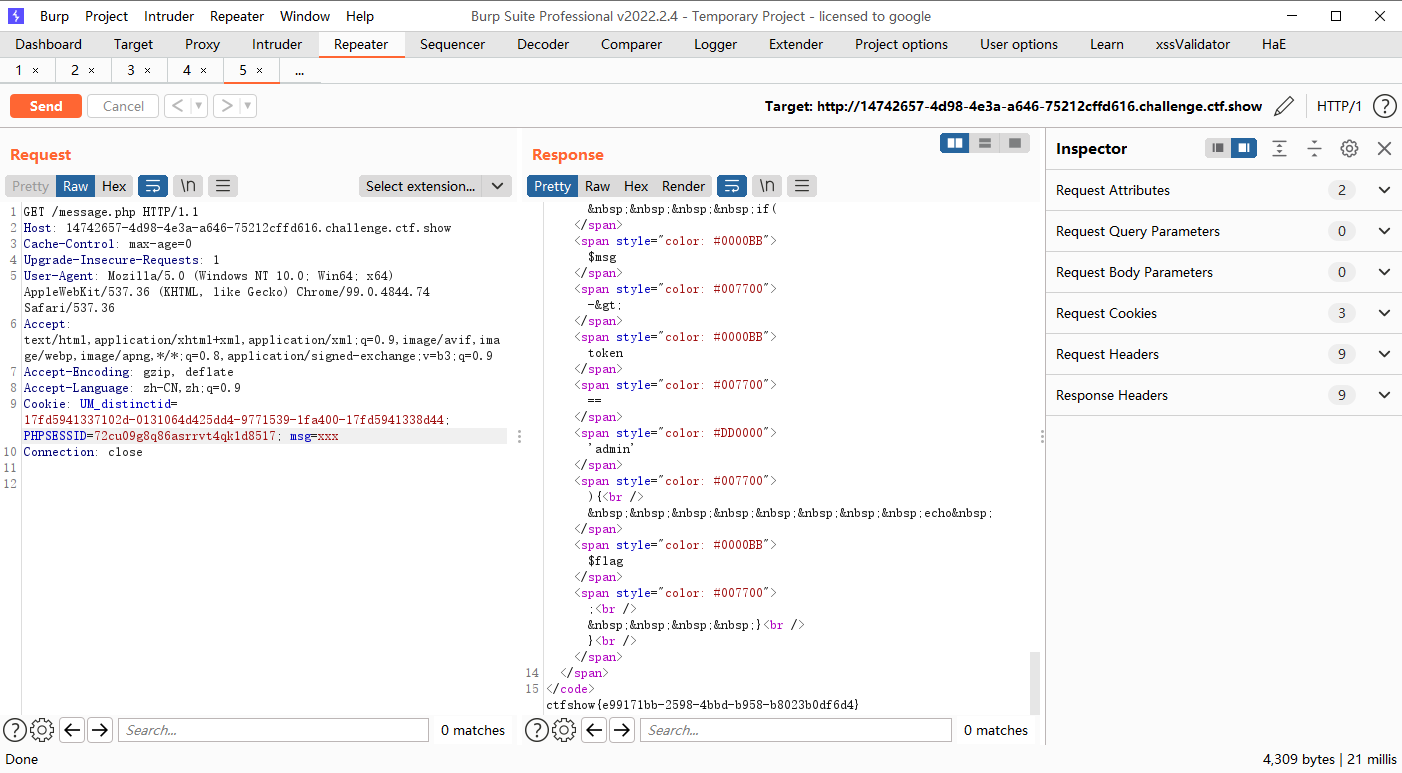 Burp Project Intruder Repeater Window Help Burp Suite Professional v2022.2.4 - Temporary Project - licensed to google
Dashboard Target Proxy Intruder Repeater Sequencer Decoder Comparer Logger Extender Project options User options Learn xssValidator HaE
1 × 2 × 3 × 4 × 5 × ...
Send Cancel < ▼ > ▼ Target: http://14742657-4d98-4e3a-a646-75212cffd616.challenge.ctf.show HTTP/1 ?
Request
Pretty Raw Hex \n Select extension...
1 GET /message.php HTTP/1.1
2 Host: 14742657-4d98-4e3a-a646-75212cffd616.challenge.ctf.show
3 Cache-Control: max-age=0
4 Upgrade-Insecure-Requests: 1
5 User-Agent: Mozilla/5.0 (Windows NT 10.0; Win64; x64)
AppleWebKit/537.36 (KHTML, like Gecko) Chrome/99.0.4844.74
Safari/537.36
6 Accept:
text/html,application/xhtml+xml,application/xml;q=0.9,image/avif,ima
ge/webp,image/apng,*/*;q=0.8,application/signed-exchange;v=b3;q=0.9
7 Accept-Encoding: gzip, deflate
8 Accept-Language: zh-CN,zh;q=0.9
9 Cookie: UM_distinctid=
17fd5941337102d-0131064d425dd4-9771539-1fa400-17fd5941338d44;
PHPSESSID=72cu09g8q86asrrvt4qkld8517; msg=xxx
10 Connection: close
11
12
? Search... 0 matches
Response
Pretty Raw Hex Render \n
&nbsp;&nbsp;&nbsp;&nbsp;if(
</span>
<span style="color: #0000BB">
$msg
</span>
<span style="color: #007700">
-&gt;
</span>
<span style="color: #0000BB">
token
</span>
<span style="color: #007700">
==
</span>
<span style="color: #DD0000">
'admin'
</span>
<span style="color: #007700">
){<br />
&nbsp;&nbsp;&nbsp;&nbsp;&nbsp;&nbsp;&nbsp;&nbsp;echo&nbsp;
</span>
<span style="color: #0000BB">
$flag
</span>
<span style="color: #007700">
;<br />
&nbsp;&nbsp;&nbsp;&nbsp;}<br />
}<br />
</span>
14 </span>
15 </code>
ctfshow{e99171bb-2598-4bbd-b958-b8023b0df6d4}
? Search... 0 matches
Inspector
Request Attributes 2
Request Query Parameters 0
Request Body Parameters 0
Request Cookies 3
Request Headers 9
Response Headers 9
Done 4,309 bytes | 21 millis